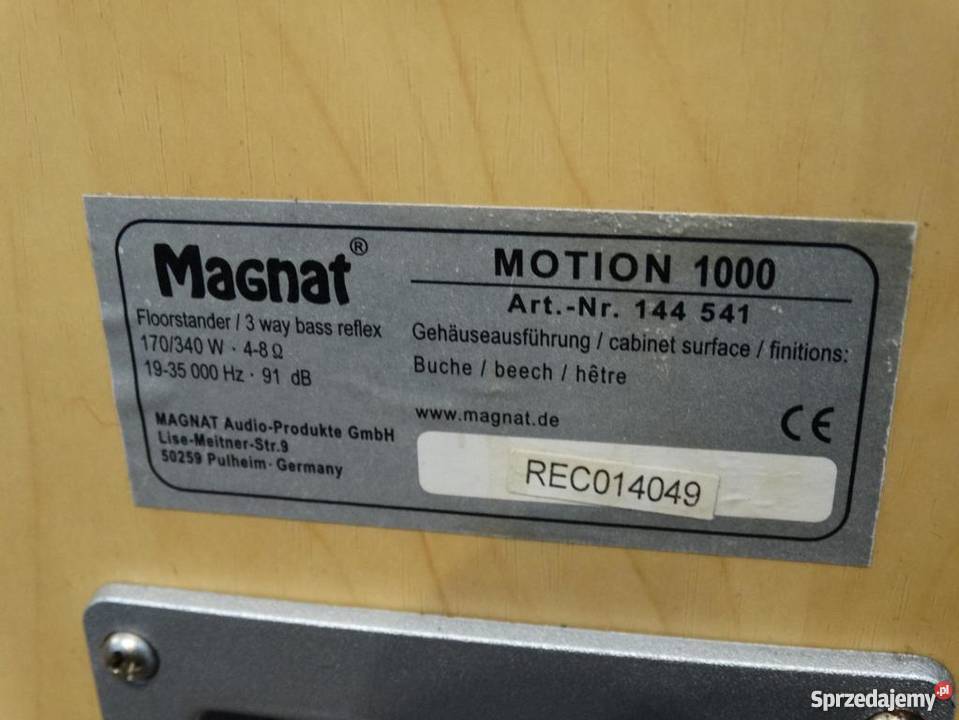 Magnat®
Floorstander / 3 way bass reflex
170/340 W · 4-8 Ω
19-35 000 Hz · 91 dB
MAGNAT Audio-Produkte GmbH
Lise-Meitner-Str.9
50259 Pulheim · Germany
MOTION 1000
Art.-Nr. 144 541
Gehäuseausführung / cabinet surface / finitions:
Buche / beech / hêtre
www.magnat.de
CE
REC014049
Sprzedajemy.pl